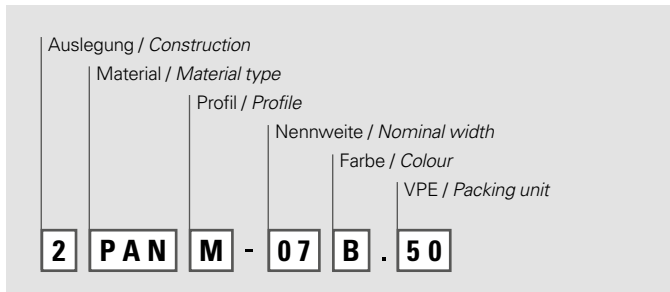 Auslegung / Construction
Material / Material type
Profil / Profile
Nennweite / Nominal width
Farbe / Colour
VPE / Packing unit
2 PAN M - 07 B . 50